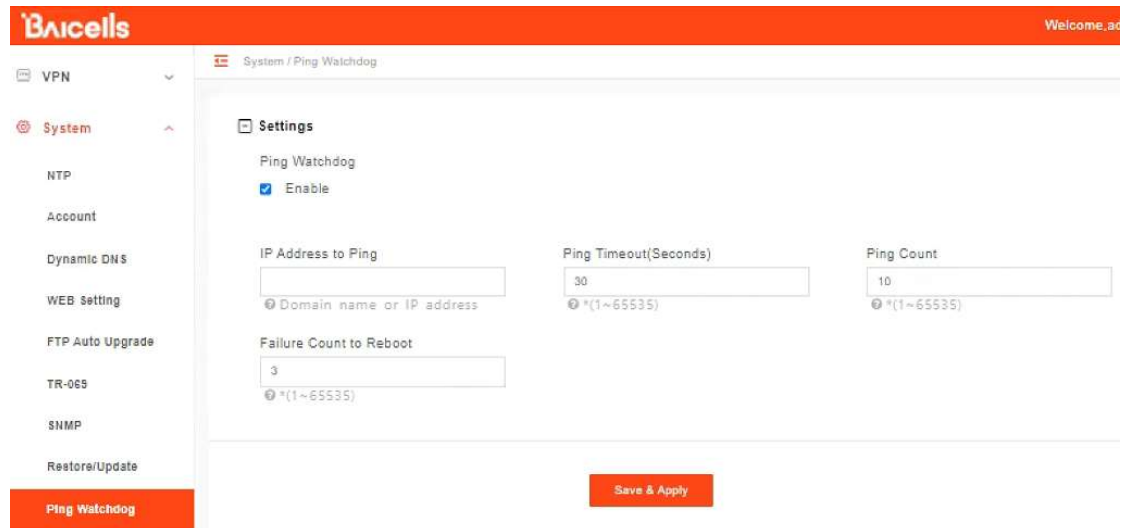 BAicells
Welcome,ad
VPN
System / Ping Watchdog
System
Settings
NTP
Ping Watchdog
Enable
Account
Dynamic DNS
IP Address to Ping
Ping Timeout(Seconds)
Ping Count
30
10
WEB Setting
Domain name or IP address
*(1~65535)
*(1~65535)
FTP Auto Upgrade
Failure Count to Reboot
3
TR-069
*(1~65535)
SNMP
Restore/Update
Save & Apply
Ping Watchdog